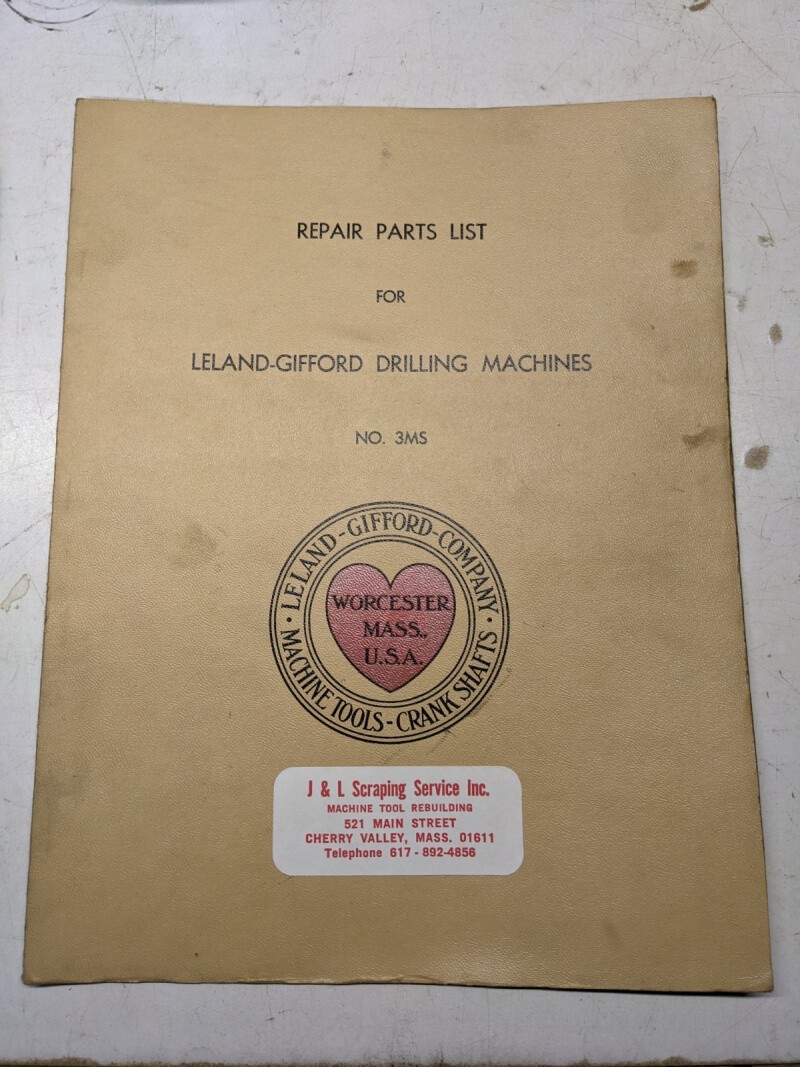 REPAIR PARTS LIST
FOR
LELAND-GIFFORD DRILLING MACHINES
NO. 3MS
· LELAND-GIFFORD-COMPANY ·
MACHINE TOOLS-CRANK SHAFTS
WORCESTER
MASS.,
U.S.A.
J & L Scraping Service Inc.
MACHINE TOOL REBUILDING
521 MAIN STREET
CHERRY VALLEY, MASS. 01611
Telephone 617-892-4856